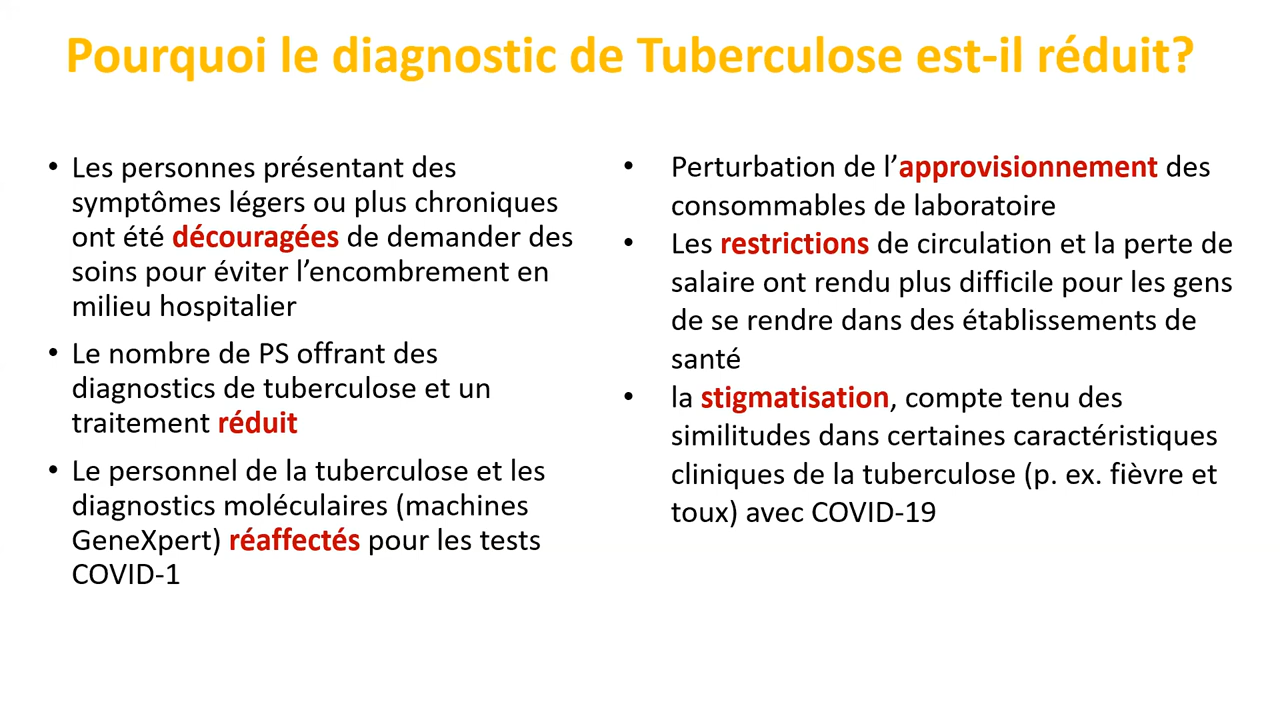 Pourquoi le diagnostic de Tuberculose est-il réduit?
• Les personnes présentant des
symptômes légers ou plus chroniques
ont été découragées de demander des
soins pour éviter l’encombrement en
milieu hospitalier
• Le nombre de PS offrant des
diagnostics de tuberculose et un
traitement réduit
• Le personnel de la tuberculose et les
diagnostics moléculaires (machines
GeneXpert) réaffectés pour les tests
COVID-1
• Perturbation de l’approvisionnement des
consommables de laboratoire
• Les restrictions de circulation et la perte de
salaire ont rendu plus difficile pour les gens
de se rendre dans des établissements de
santé
• la stigmatisation, compte tenu des
similitudes dans certaines caractéristiques
cliniques de la tuberculose (p. ex. fièvre et
toux) avec COVID-19